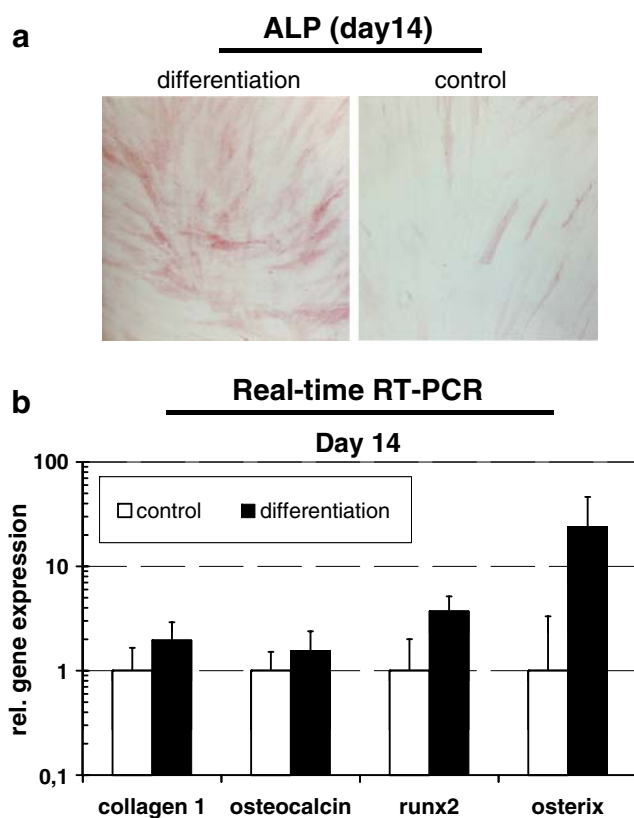 a
ALP (day14)
differentiation control
b
Real-time RT-PCR
Day 14
100
10
1
0,1
rel. gene expression
control differentiation
collagen 1 osteocalcin runx2 osterix